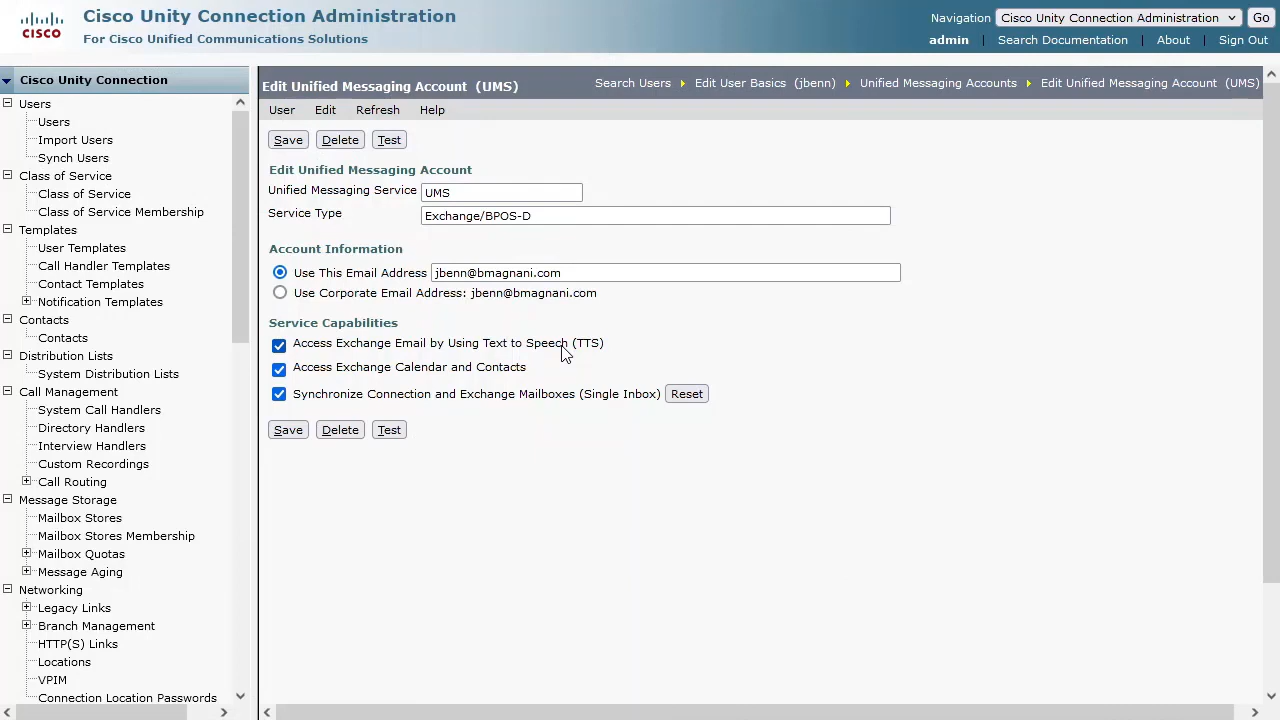 Cisco Unity Connection Administration
For Cisco Unified Communications Solutions
CISCO
Navigation Cisco Unity Connection Administration Go
admin | Search Documentation | About | Sign Out
Cisco Unity Connection
Users
Users
Import Users
Synch Users
Class of Service
Class of Service
Class of Service Membership
Templates
User Templates
Call Handler Templates
Contact Templates
Notification Templates
Contacts
Contacts
Distribution Lists
System Distribution Lists
Call Management
System Call Handlers
Directory Handlers
Interview Handlers
Custom Recordings
Call Routing
Message Storage
Mailbox Stores
Mailbox Stores Membership
Mailbox Quotas
Message Aging
Networking
Legacy Links
Branch Management
HTTP(S) Links
Locations
VPIM
Connection Location Passwords
Edit Unified Messaging Account (UMS)
Search Users Edit User Basics (jbenn) Unified Messaging Accounts Edit Unified Messaging Account (UMS)
User Edit Refresh Help
Save Delete Test
Edit Unified Messaging Account
Unified Messaging Service UMS
Service Type Exchange/BPOS-D
Account Information
Use This Email Address jbenn@bmagnani.com
Use Corporate Email Address: jbenn@bmagnani.com
Service Capabilities
Access Exchange Email by Using Text to Speech (TTS)
Access Exchange Calendar and Contacts
Synchronize Connection and Exchange Mailboxes (Single Inbox) Reset
Save Delete Test